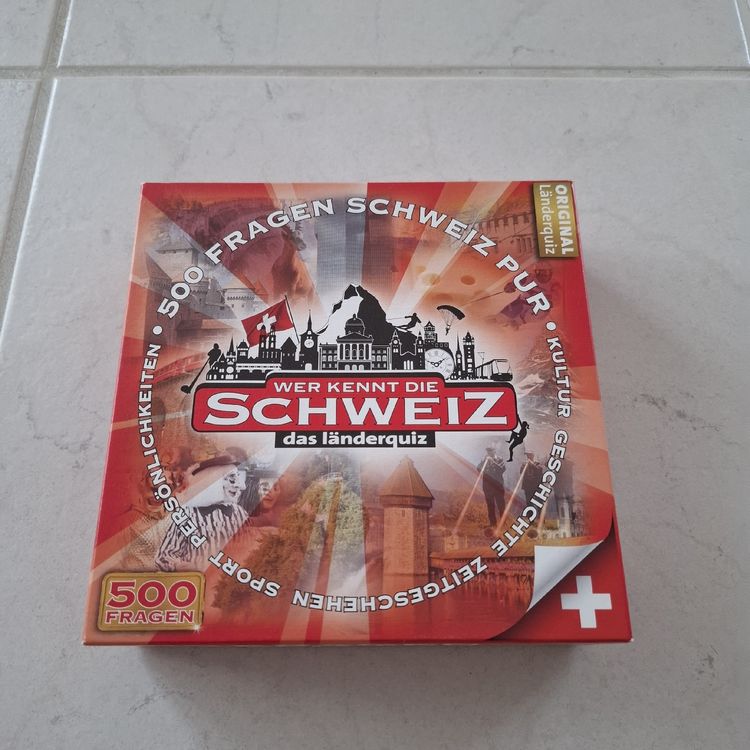 500 FRAGEN SCHWEIZ PUR
• KULTUR GESCHICHTE ZEITGESCHEHEN SPORT PERSÖNLICHKEITEN •
ORIGINAL
Länderquiz
WER KENNT DIE
SCHWEIZ
das länderquiz
500
FRAGEN